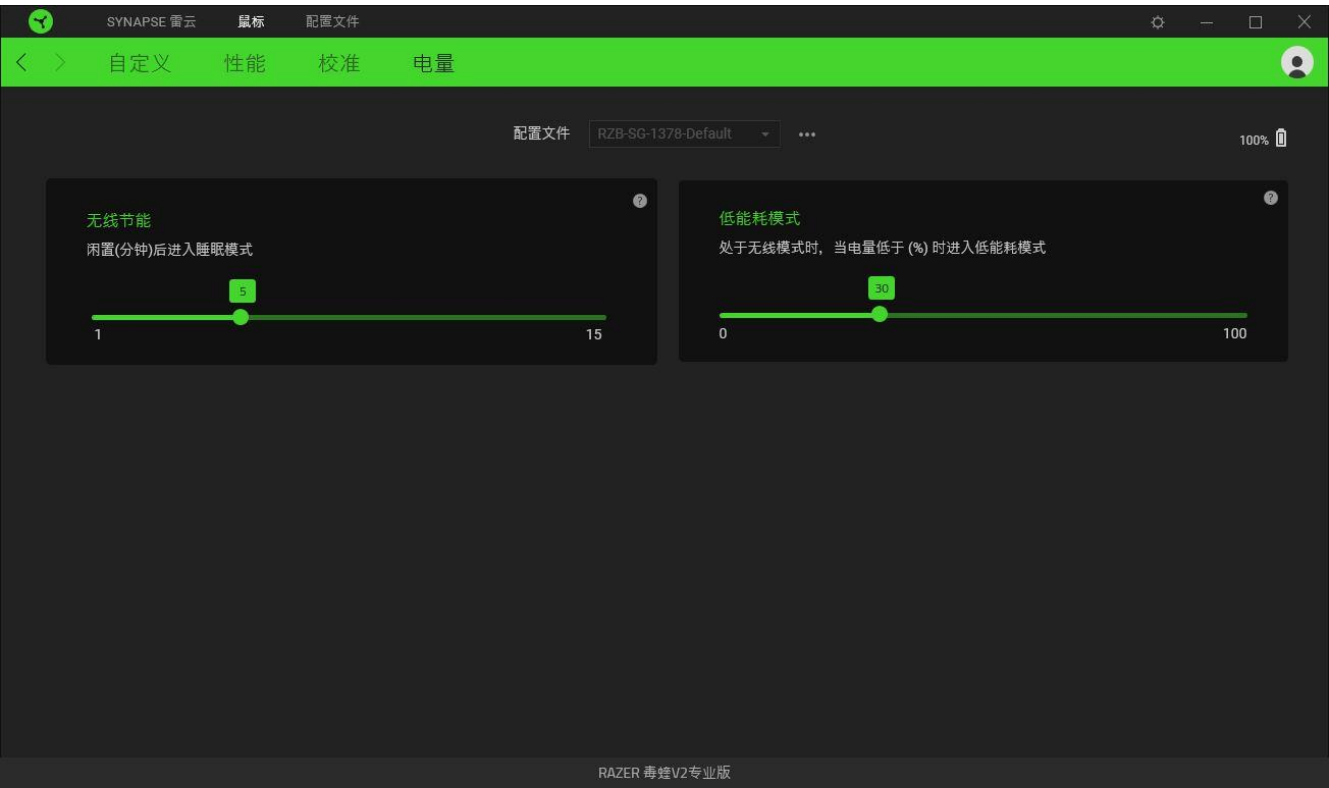 SYNAPSE 雷云 鼠标 配置文件
自定义 性能 校准 电量
配置文件 RZB-SG-1378-Default
100%
无线节能
闲置(分钟)后进入睡眠模式
5
1 15
低能耗模式
处于无线模式时，当电量低于 (%) 时进入低能耗模式
30
0 100
RAZER 毒蝰V2专业版